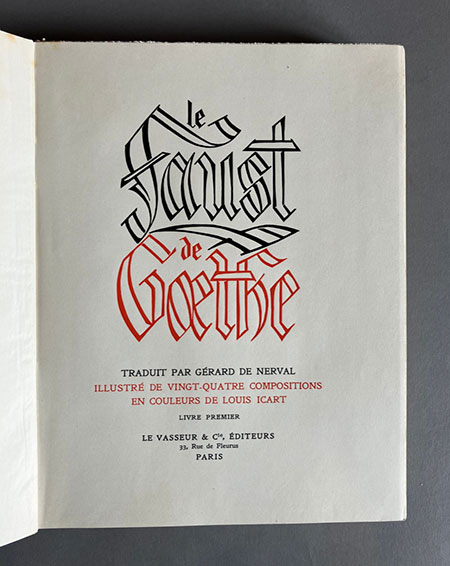 le
Faust
de
Gœthe
TRADUIT PAR GÉRARD DE NERVAL
ILLUSTRÉ DE VINGT-QUATRE COMPOSITIONS
EN COULEURS DE LOUIS ICART
LIVRE PREMIER
LE VASSEUR & Cie, ÉDITEURS
33, Rue de Fleurus
PARIS